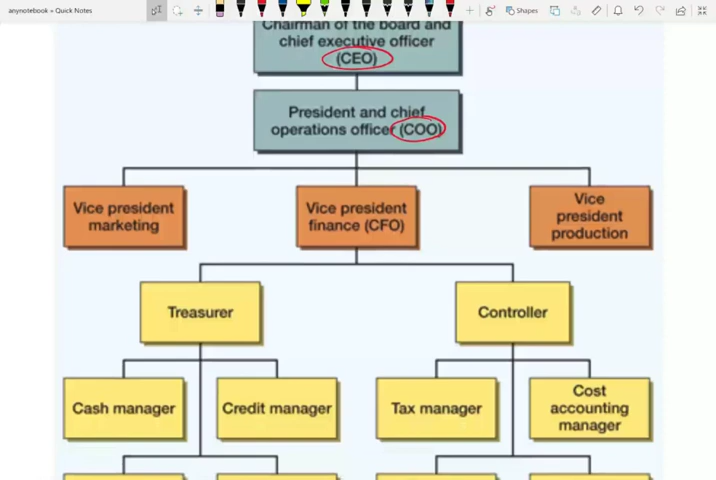 anynotebook » Quick Notes
Shapes
Chairman of the board and
chief executive officer
(CEO)
President and chief
operations officer (COO)
Vice president
marketing
Vice president
finance (CFO)
Vice
president
production
Treasurer
Controller
Cash manager
Credit manager
Tax manager
Cost
accounting
manager